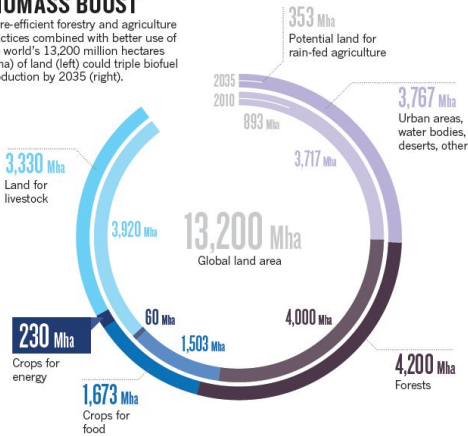 OMASS BOOST
re-efficient forestry and agriculture
ctices combined with better use of
world's 13,200 million hectares
ha) of land (left) could triple biofuel
oduction by 2035 (right).
353 Mha
Potential land for
rain-fed agriculture
2035
2010
893 Mha
3,767 Mha
Urban areas,
water bodies,
deserts, other
3,717 Mha
3,330 Mha
Land for
livestock
3,920 Mha
13,200 Mha
Global land area
60 Mha
4,000 Mha
230 Mha
Crops for
energy
1,503 Mha
4,200 Mha
Forests
1,673 Mha
Crops for
food